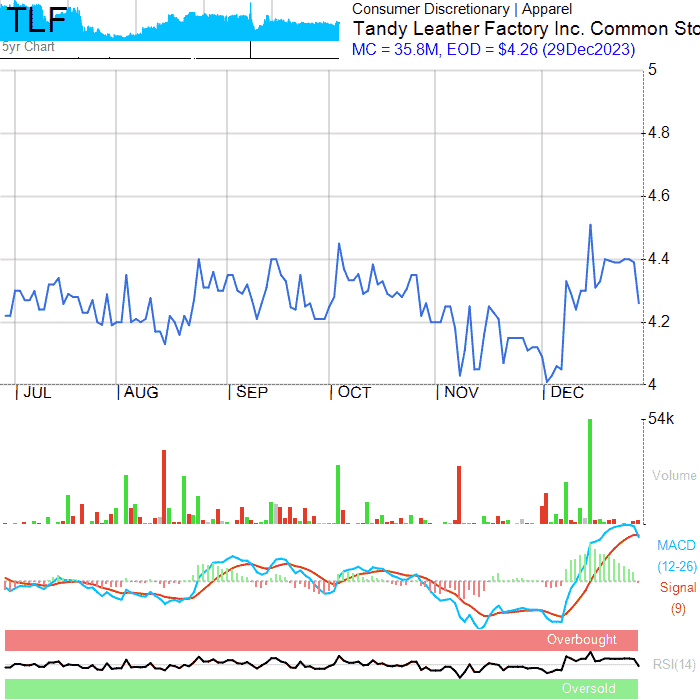 TLF
5yr Chart
Consumer Discretionary | Apparel
Tandy Leather Factory Inc. Common Sto
MC = 35.8M, EOD = $4.26 (29Dec2023)
5
4.8
4.6
4.4
4.2
4
JUL AUG SEP OCT NOV DEC
54k
Volume
MACD
(12-26)
Signal
(9)
Overbought
RSI(14)
Oversold